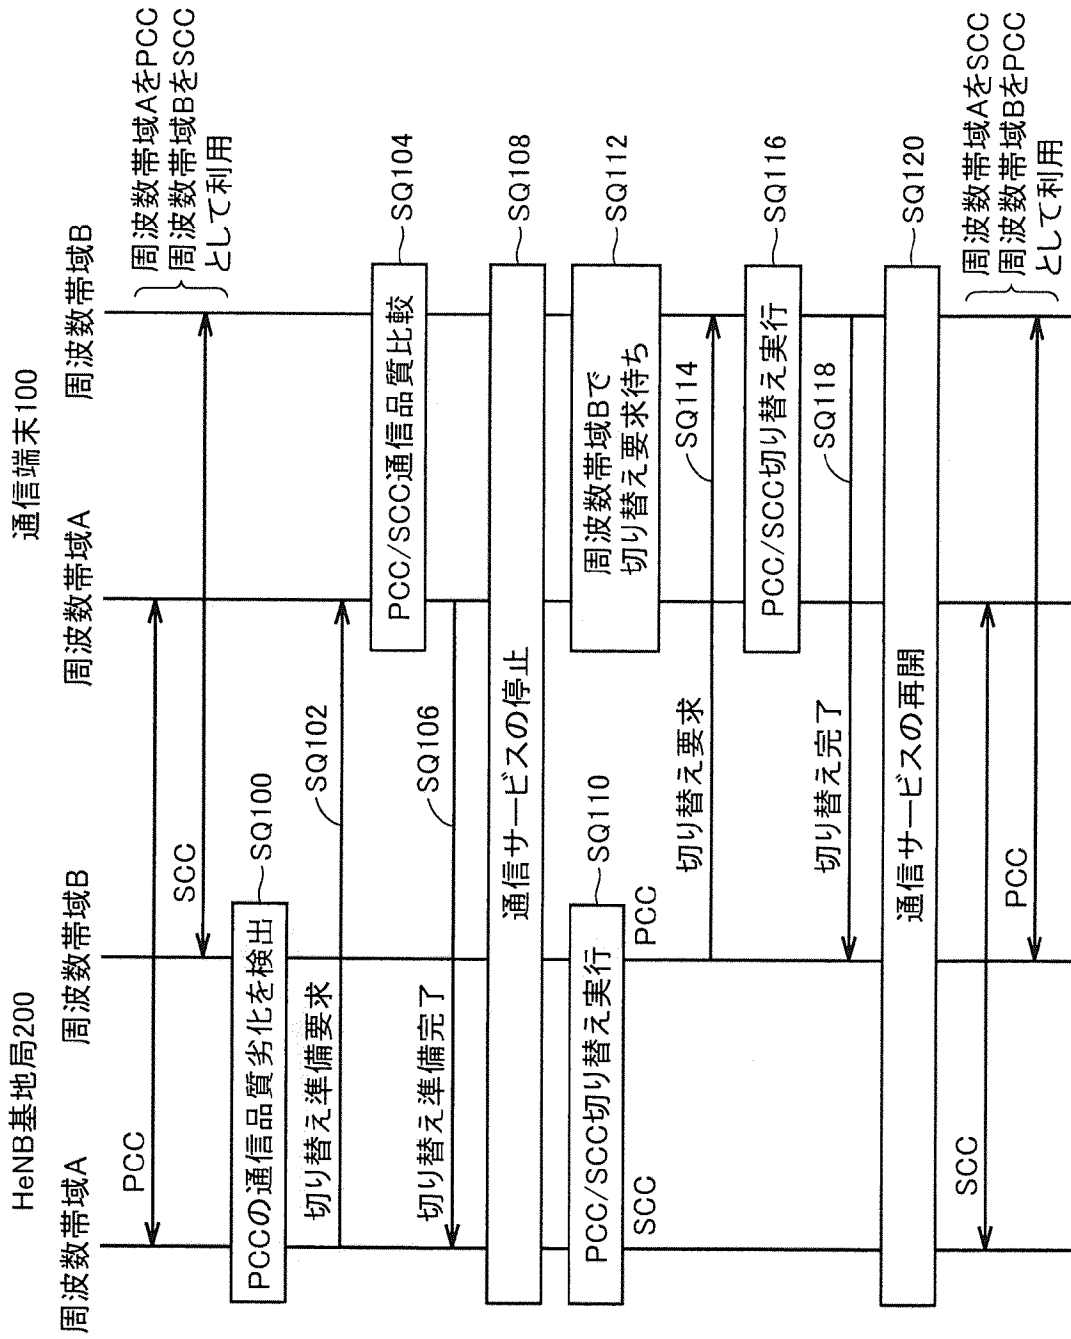 HeNB基地局200
通信端末100
周波数帯域A
周波数帯域B
周波数帯域A
周波数帯域B
PCC
SCC
周波数帯域AをPCC
周波数帯域BをSCC
として利用
PCCの通信品質劣化を検出
SQ100
切り替え準備要求
SQ102
PCC/SCC通信品質比較
SQ104
切り替え準備完了
SQ106
通信サービスの停止
SQ108
PCC/SCC切り替え実行
SQ110
SCC
PCC
周波数帯域Bで
切り替え要求待ち
SQ112
切り替え要求
SQ114
PCC/SCC切り替え実行
SQ116
切り替え完了
SQ118
通信サービスの再開
SQ120
SCC
PCC
周波数帯域AをSCC
周波数帯域BをPCC
として利用